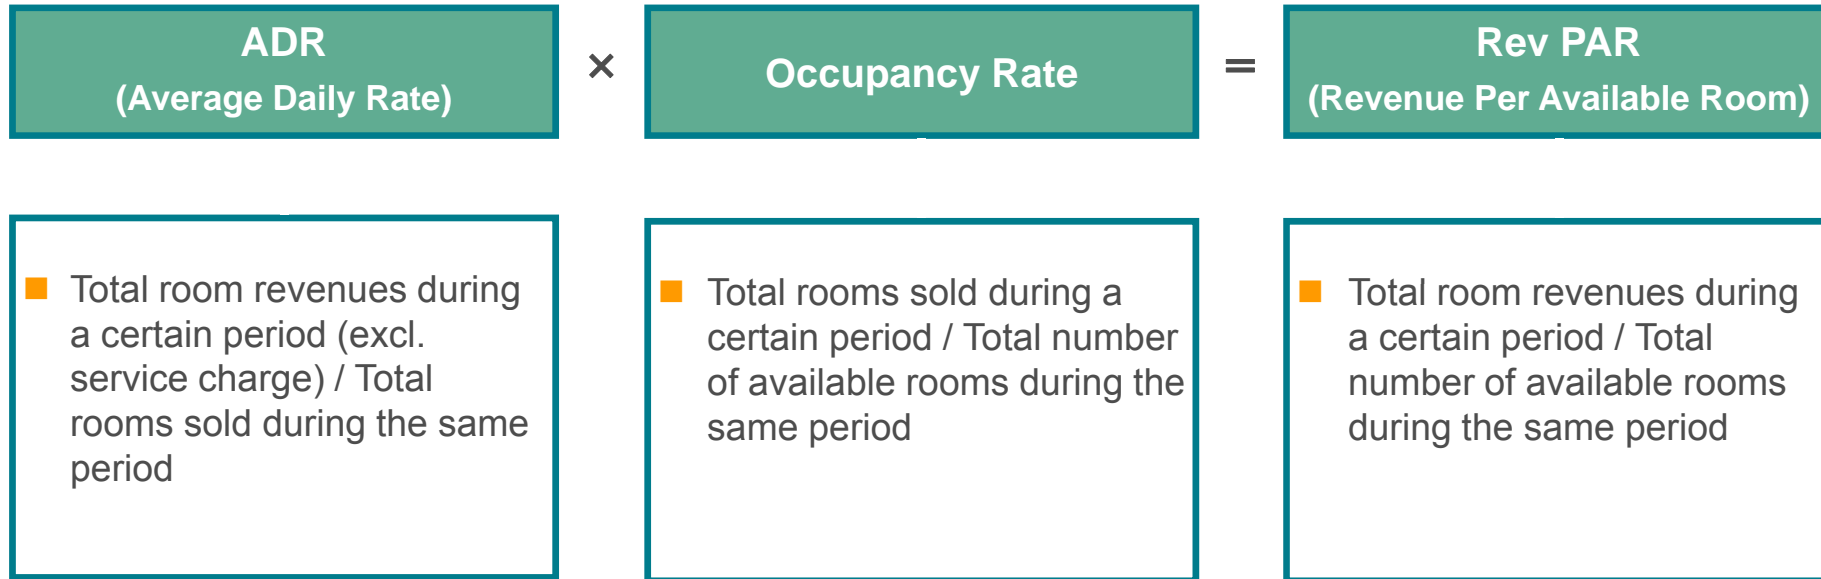 ADR
(Average Daily Rate)
×
Occupancy Rate
=
Rev PAR
(Revenue Per Available Room)
■ Total room revenues during
a certain period (excl.
service charge) / Total
rooms sold during the same
period
■ Total rooms sold during a
certain period / Total number
of available rooms during the
same period
■ Total room revenues during
a certain period / Total
number of available rooms
during the same period